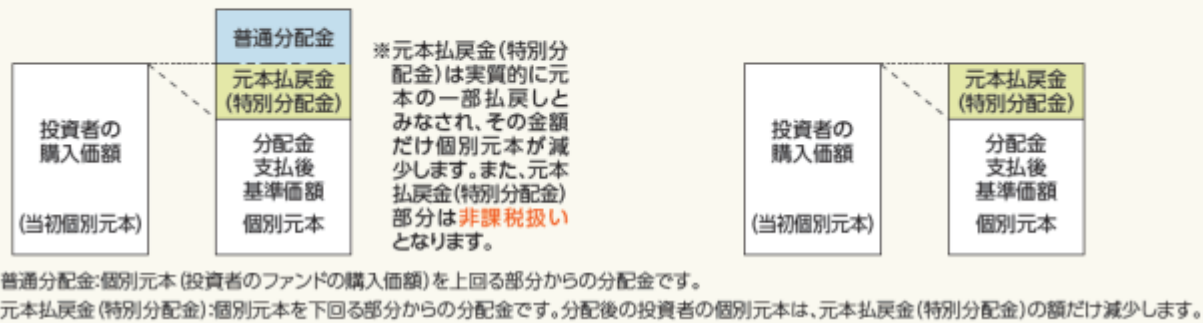 普通分配金
元本払戻金
(特別分配金)
投資者の
購入価額
(当初個別元本)
分配金
支払後
基準価額
個別元本
※元本払戻金(特別分
配金)は実質的に元
本の一部払戻しと
みなされ、その金額
だけ個別元本が減
少します。また、元本
払戻金(特別分配金)
部分は非課税扱い
となります。
投資者の
購入価額
(当初個別元本)
元本払戻金
(特別分配金)
分配金
支払後
基準価額
個別元本
普通分配金:個別元本(投資者のファンドの購入価額)を上回る部分からの分配金です。
元本払戻金(特別分配金):個別元本を下回る部分からの分配金です。分配後の投資者の個別元本は、元本払戻金(特別分配金)の額だけ減少します。